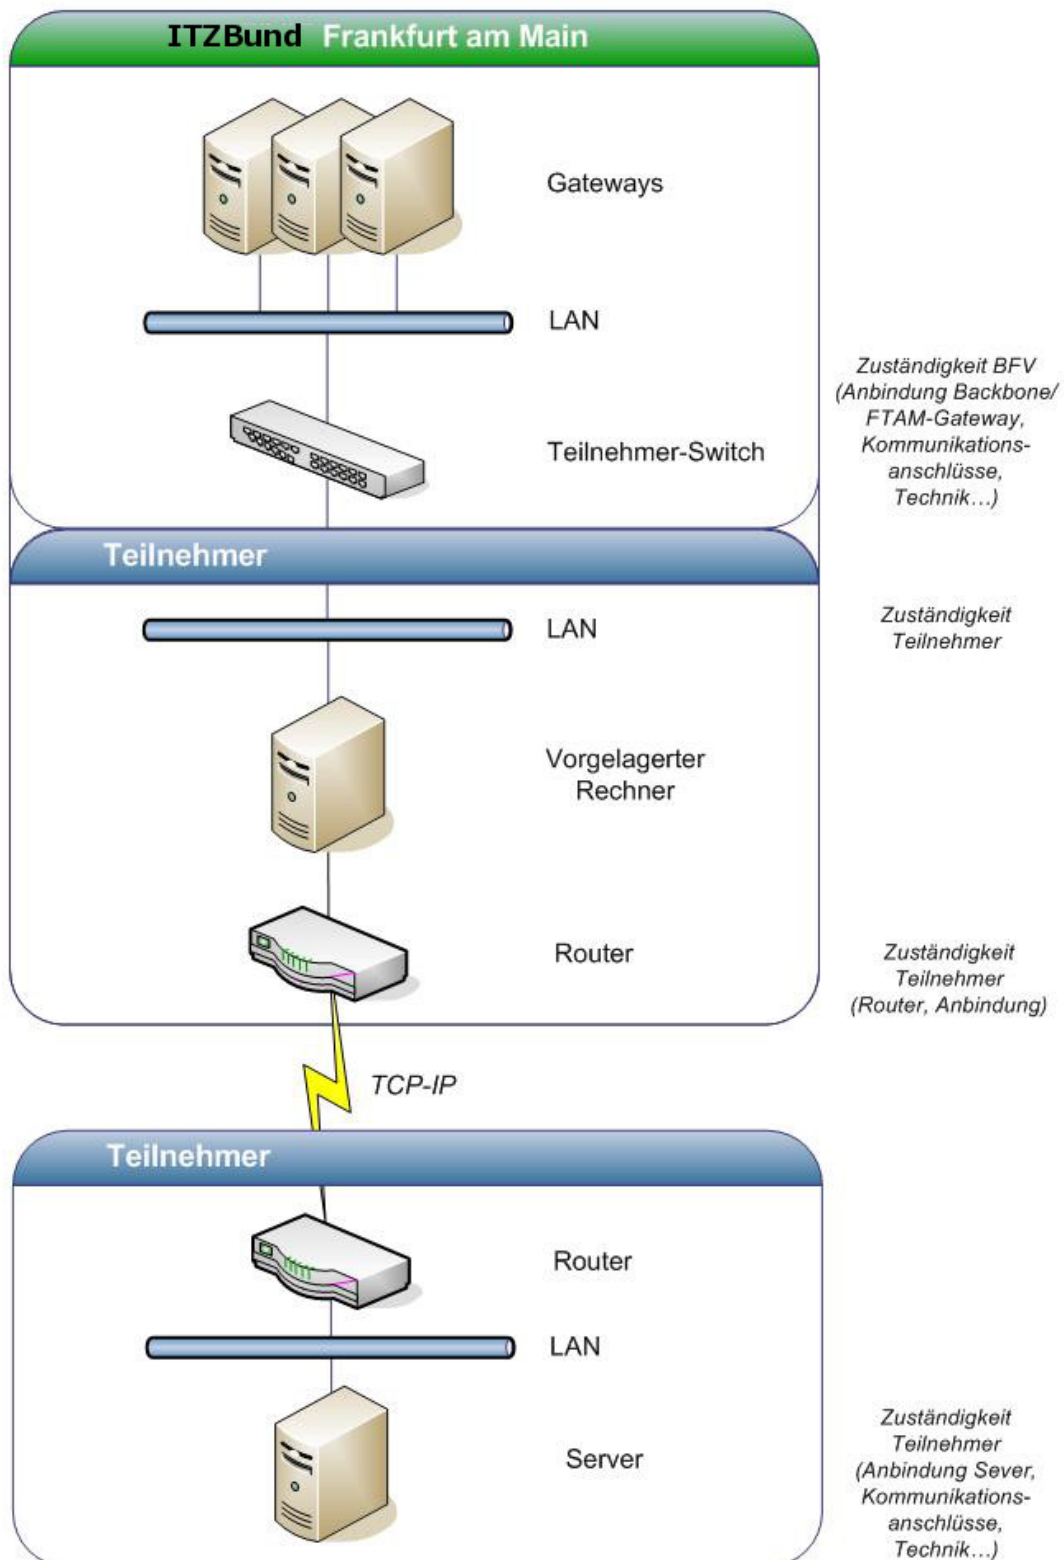 ITZBund Frankfurt am Main
Gateways
LAN
Zuständigkeit BFV
(Anbindung Backbone/
FTAM-Gateway,
Kommunikations-
anschlüsse,
Technik...)
Teilnehmer-Switch
Teilnehmer
LAN
Zuständigkeit
Teilnehmer
Vorgelagerter
Rechner
Router
Zuständigkeit
Teilnehmer
(Router, Anbindung)
TCP-IP
Teilnehmer
Router
LAN
Server
Zuständigkeit
Teilnehmer
(Anbindung Sever,
Kommunikations-
anschlüsse,
Technik...)